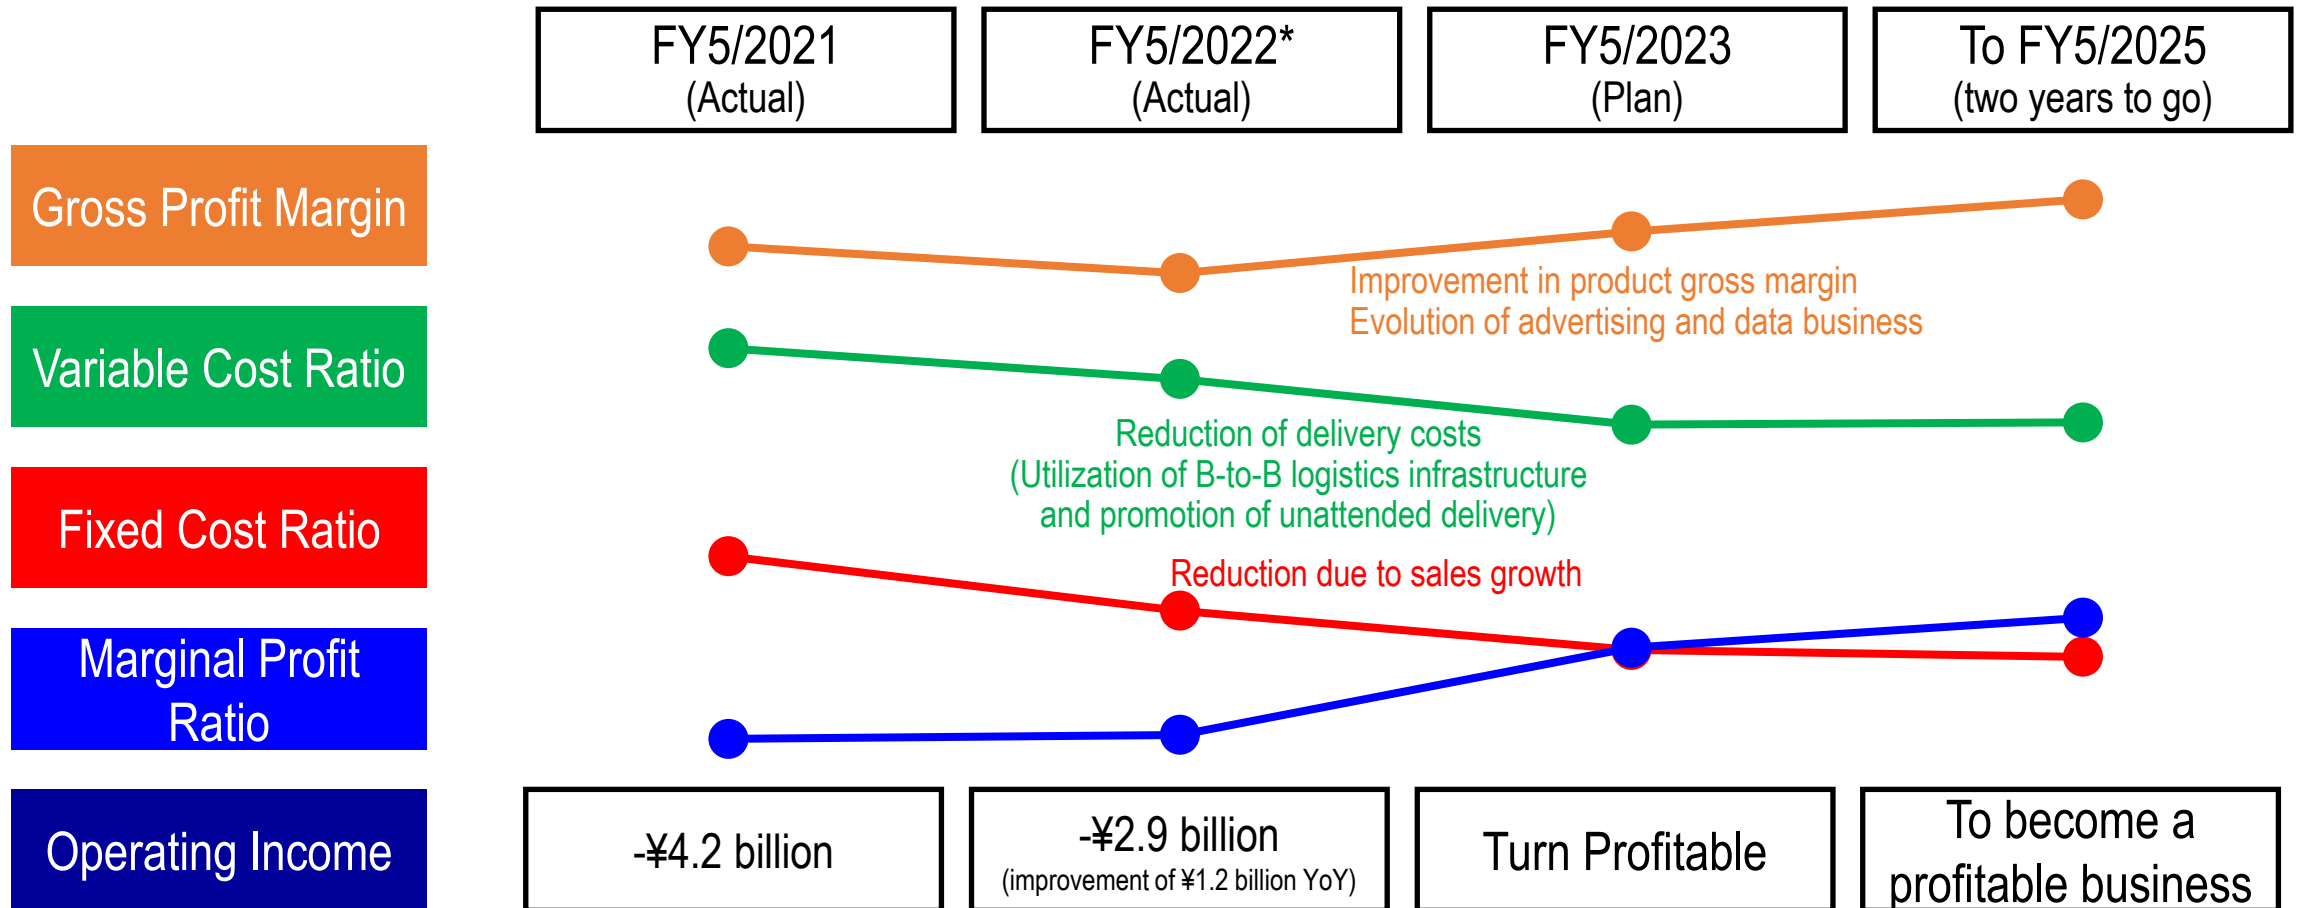 FY5/2021
(Actual)
FY5/2022*
(Actual)
FY5/2023
(Plan)
To FY5/2025
(two years to go)
Gross Profit Margin
Improvement in product gross margin
Evolution of advertising and data business
Variable Cost Ratio
Reduction of delivery costs
(Utilization of B-to-B logistics infrastructure
and promotion of unattended delivery)
Fixed Cost Ratio
Reduction due to sales growth
Marginal Profit
Ratio
Operating Income
-¥4.2 billion
-¥2.9 billion
(improvement of ¥1.2 billion YoY)
Turn Profitable
To become a
profitable business